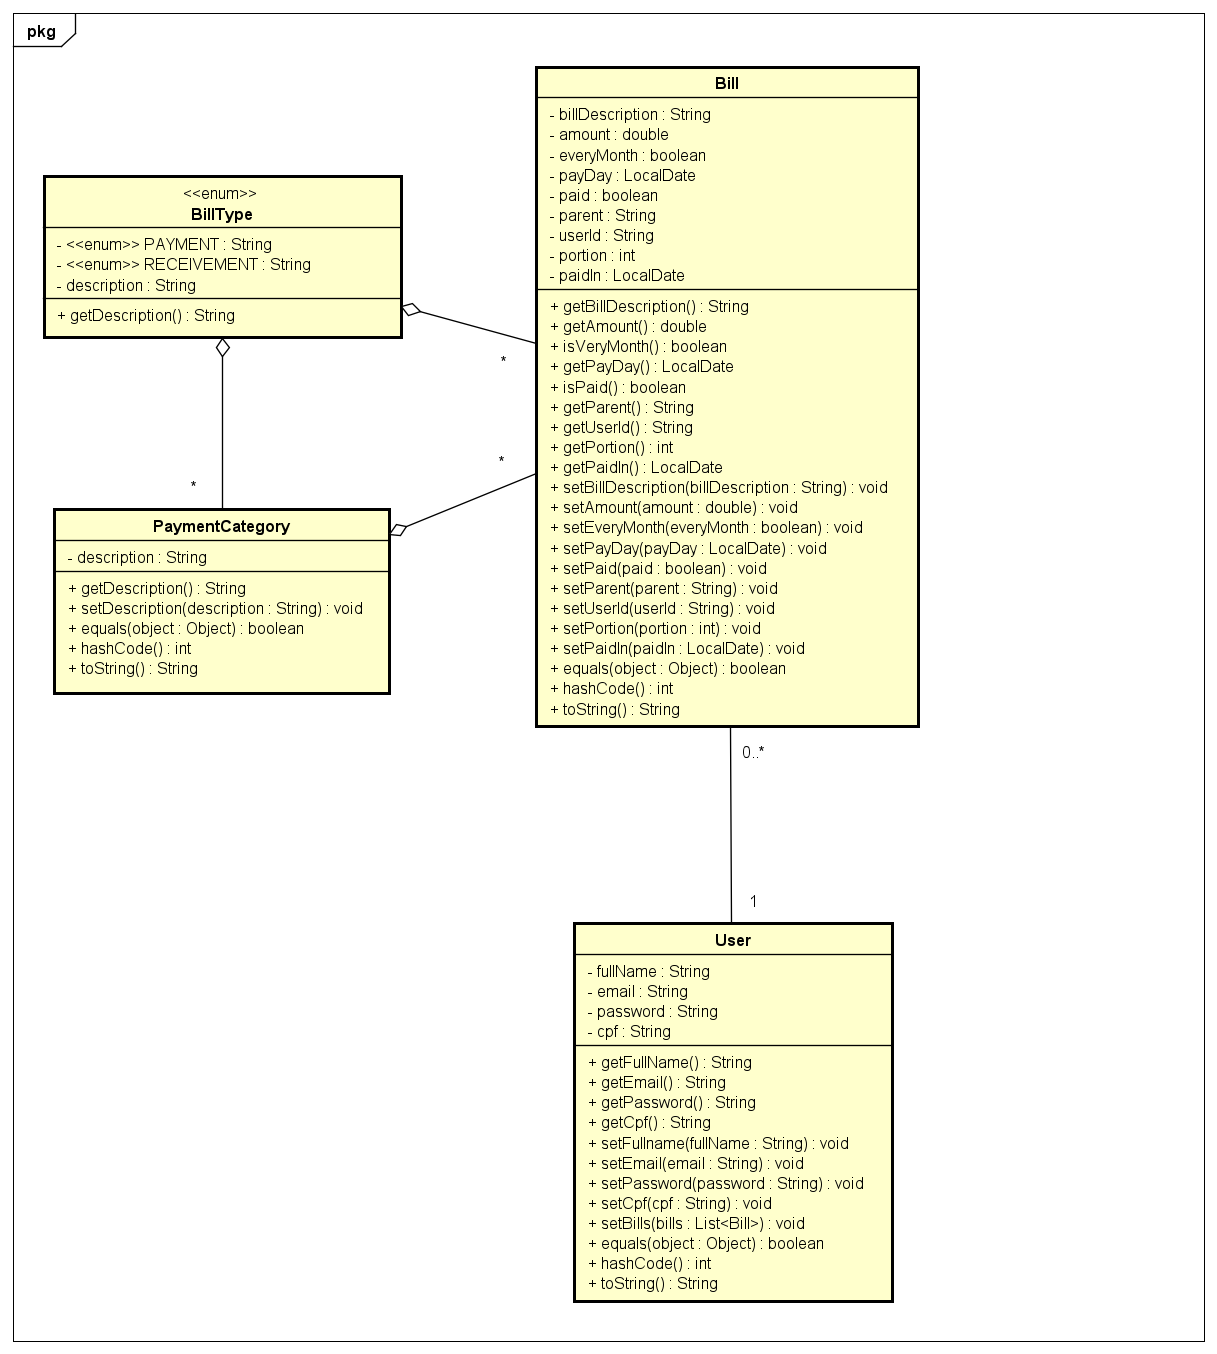 pkg
Bill
- billDescription : String
- amount : double
- everyMonth : boolean
- payDay : LocalDate
- paid : boolean
- parent : String
- userId : String
- portion : int
- paidIn : LocalDate
+ getBillDescription() : String
+ getAmount() : double
+ isVeryMonth() : boolean
+ getPayDay() : LocalDate
+ isPaid() : boolean
+ getParent() : String
+ getUserId() : String
+ getPortion() : int
+ getPaidIn() : LocalDate
+ setBillDescription(billDescription : String) : void
+ setAmount(amount : double) : void
+ setEveryMonth(everyMonth : boolean) : void
+ setPayDay(payDay : LocalDate) : void
+ setPaid(paid : boolean) : void
+ setParent(parent : String) : void
+ setUserId(userId : String) : void
+ setPortion(portion : int) : void
+ setPaidIn(paidIn : LocalDate) : void
+ equals(object : Object) : boolean
+ hashCode() : int
+ toString() : String
<<enum>>
BillType
- <<enum>> PAYMENT : String
- <<enum>> RECEIVEMENT : String
- description : String
+ getDescription() : String
*
*
*
PaymentCategory
- description : String
+ getDescription() : String
+ setDescription(description : String) : void
+ equals(object : Object) : boolean
+ hashCode() : int
+ toString() : String
0..*
1
User
- fullName : String
- email : String
- password : String
- cpf : String
+ getFullName() : String
+ getEmail() : String
+ getPassword() : String
+ getCpf() : String
+ setFullname(fullName : String) : void
+ setEmail(email : String) : void
+ setPassword(password : String) : void
+ setCpf(cpf : String) : void
+ setBills(bills : List<Bill>) : void
+ equals(object : Object) : boolean
+ hashCode() : int
+ toString() : String